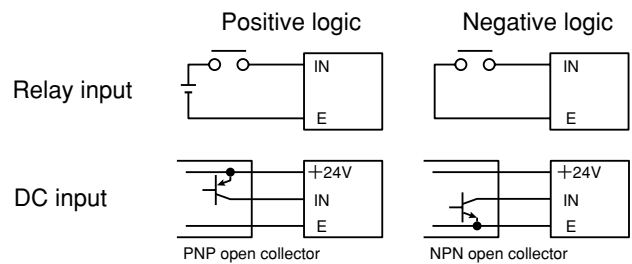 Positive logic
Negative logic
Relay input
IN
E
IN
E
DC input
+24V
IN
E
+24V
IN
E
PNP open collector
NPN open collector